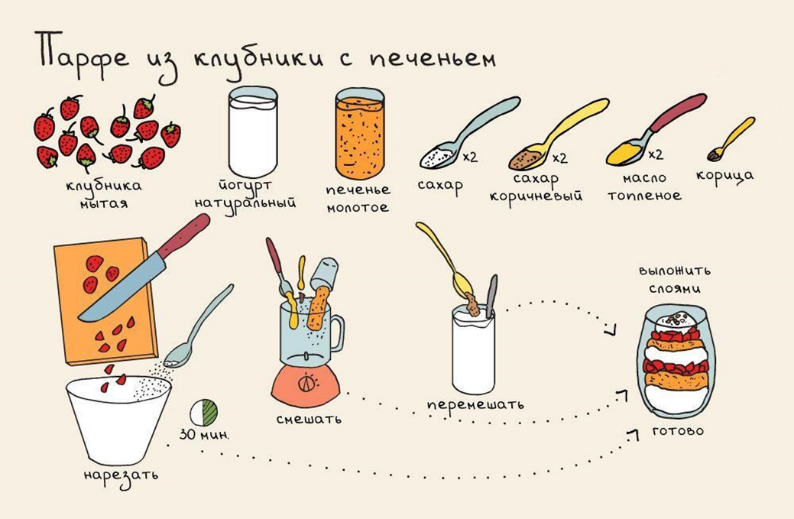 Парфе из клубники с печеньем
клубника
мытая
йогурт
натуральный
печенье
молотое
сахар
x2
сахар
коричневый
x2
масло
топленое
x2
корица
нарезать
30 мин.
смешать
перемешать
выложить
слоями
готово